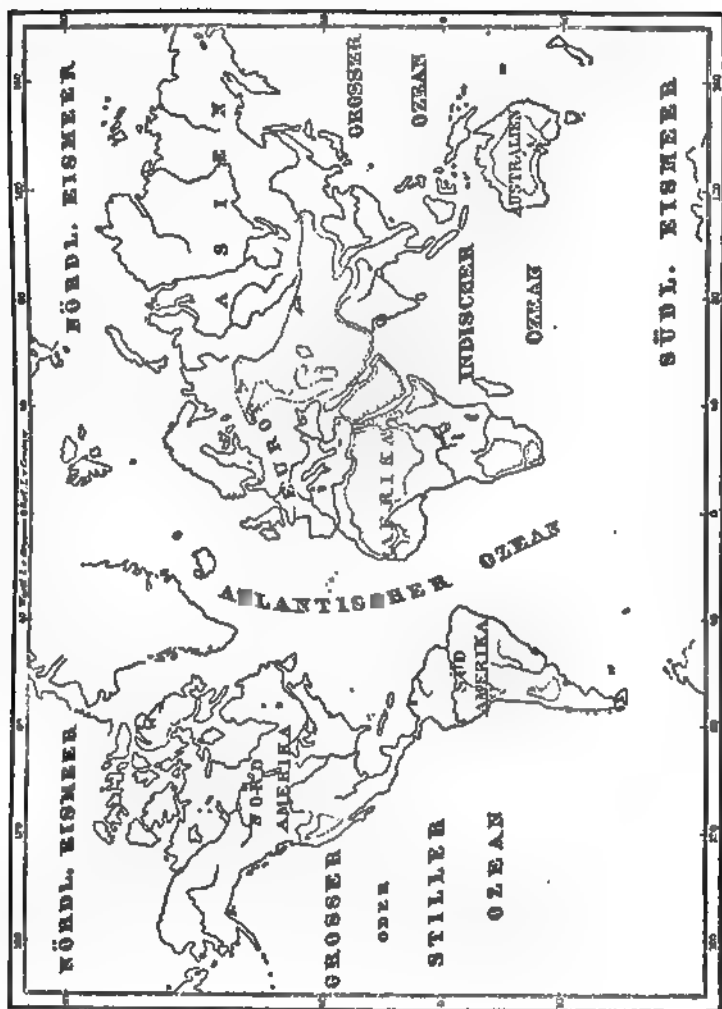 NÖRDL. EISMEER
NÖRDL. EISMEER
ASIEN
EUROPA
NORD
AMERIKA
ATLANTISCHER OZEAN
AFRIKA
GROSSER
OZEAN
GROSSER
ODER
STILLER
OZEAN
SÜD
AMERIKA
INDISCHER
OZEAN
AUSTRALIEN
SÜDL. EISMEER